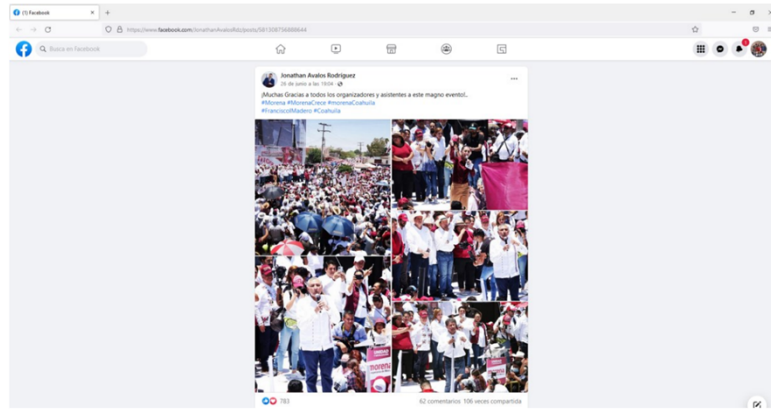 (1) Facebook
https://www.facebook.com/JonathanAvalosRdz/posts/581308756888644
Busca en Facebook
Jonathan Avalos Rodríguez
26 de junio a las 19:04
¡Muchas Gracias a todos los organizadores y asistentes a este magno evento!..
#Morena #MorenaCrece #morenaCoahuila
#FranciscoIMadero #Coahuila
morena
783
62 comentarios 106 veces compartida